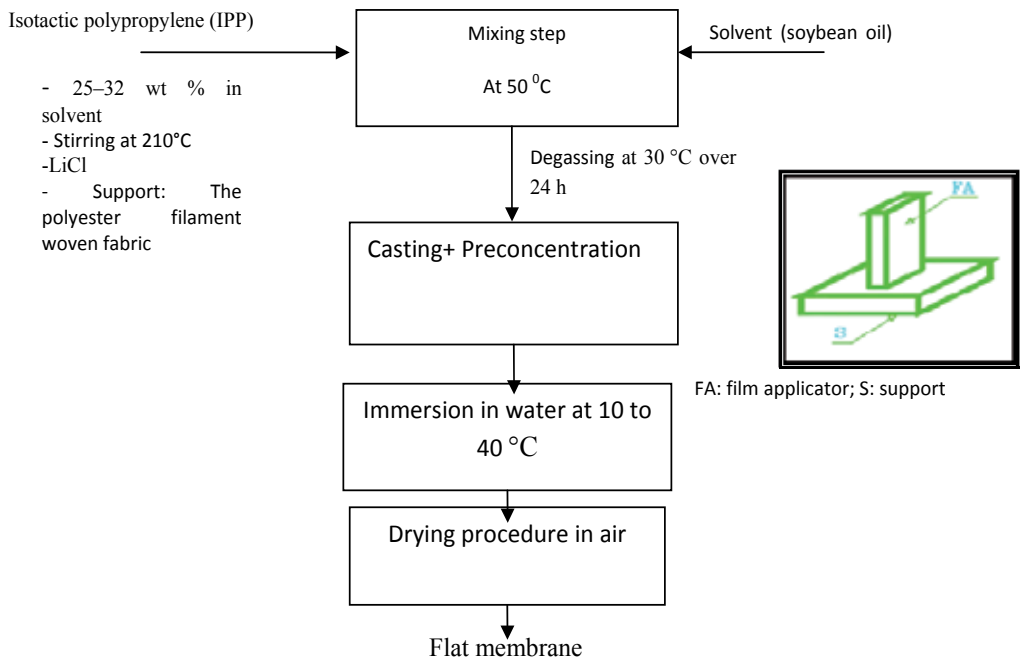 Isotactic polypropylene (IPP)
Mixing step
At 50 ⁰C
Solvent (soybean oil)
- 25–32 wt % in
solvent
- Stirring at 210°C
-LiCl
- Support: The
polyester filament
woven fabric
Degassing at 30 °C over
24 h
FA
S
FA: film applicator; S: support
Casting+ Preconcentration
Immersion in water at 10 to
40 °C
Drying procedure in air
Flat membrane